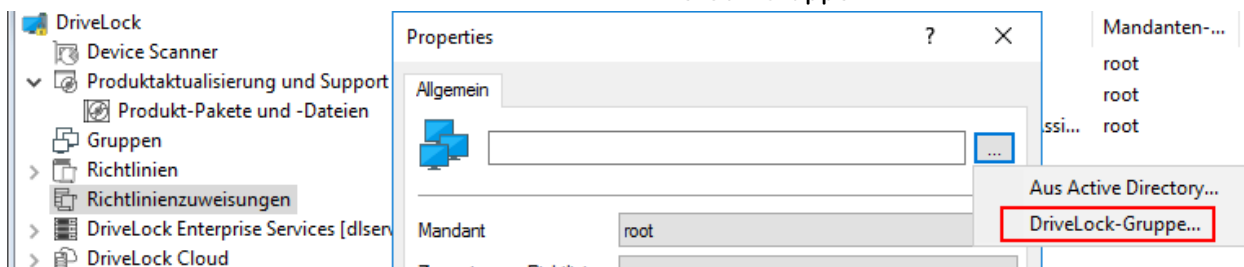 DriveLock
Device Scanner
Produktaktualisierung und Support
Produkt-Pakete und -Dateien
Gruppen
Richtlinien
Richtlinienzuweisungen
DriveLock Enterprise Services [dlserv
DriveLock Cloud
Properties
?
Allgemein
...
Mandant
root
Aus Active Directory...
DriveLock-Gruppe...
Mandanten-...
root
root
ssi... root